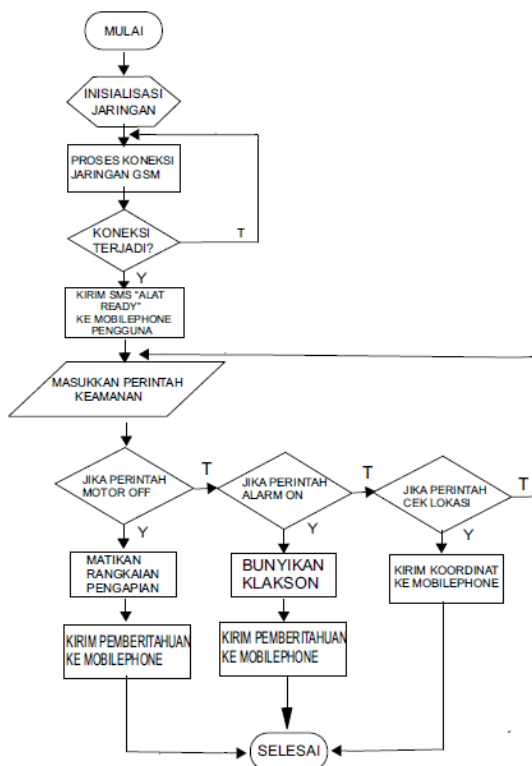 MULAI
INISIALISASI
JARINGAN
PROSES KONEKSI
JARINGAN GSM
KONEKSI
TERJADI?
T
Y
KIRIM SMS "ALAT
READY"
KE MOBILEPHONE
PENGGUNA
MASUKKAN PERINTAH
KEAMANAN
JIKA PERINTAH
MOTOR OFF
T
JIKA PERINTAH
ALARM ON
T
JIKA PERINTAH
CEK LOKASI
T
Y
Y
Y
MATIKAN
RANGKAIAN
PENGAPIAN
BUNYIKAN
KLAKSON
KIRIM KOORDINAT
KE MOBILEPHONE
KIRIM PEMBERITAHUAN
KE MOBILEPHONE
KIRIM PEMBERITAHUAN
KE MOBILEPHONE
SELESAI